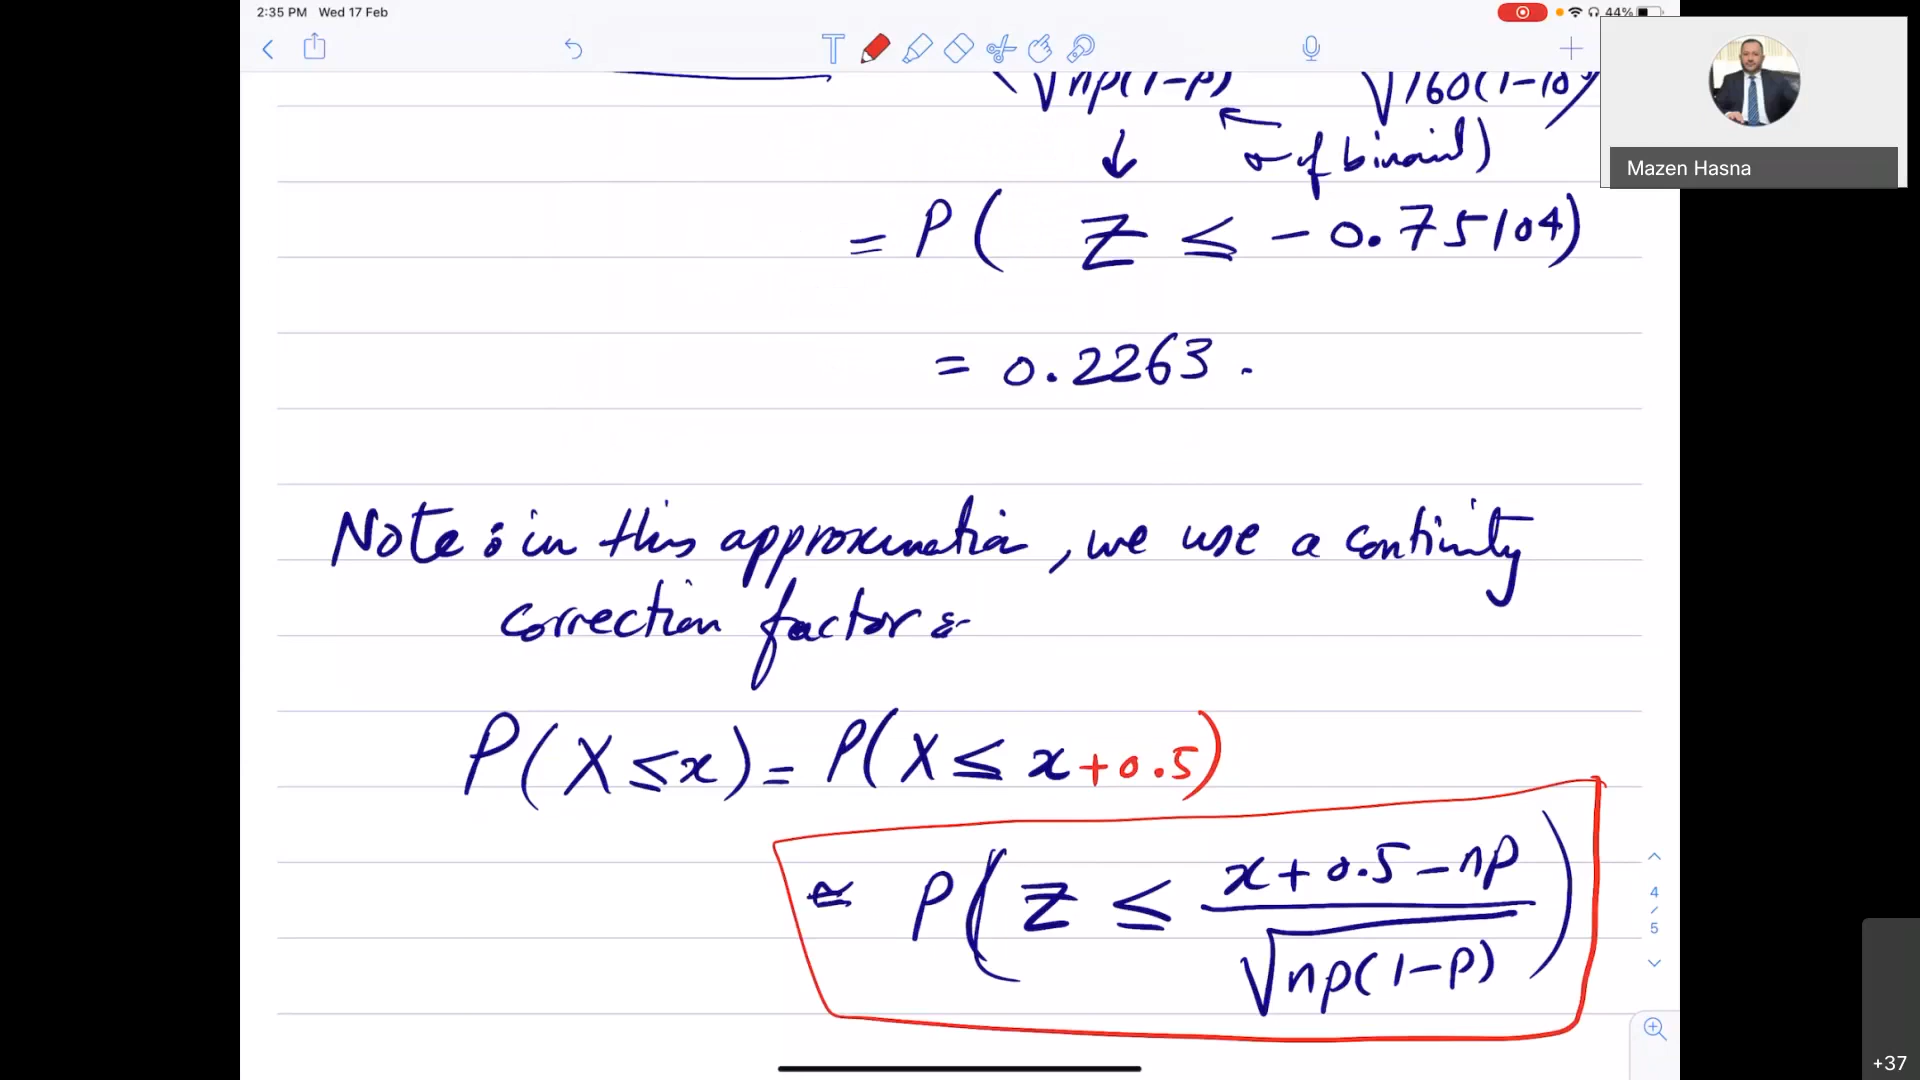 2:35 PM Wed 17 Feb
44%
Mazen Hasna
√np(1-p) √160(1-10
of binomial)
= P( Z ≤ -0.75104)
= 0.2263.
Note: in this approximation, we use a continuity
correction factor:-
P(X≤x) = P(X≤ x+0.5)
≃ P(Z ≤ x+0.5-np
√np(1-p) )
4
5
+37